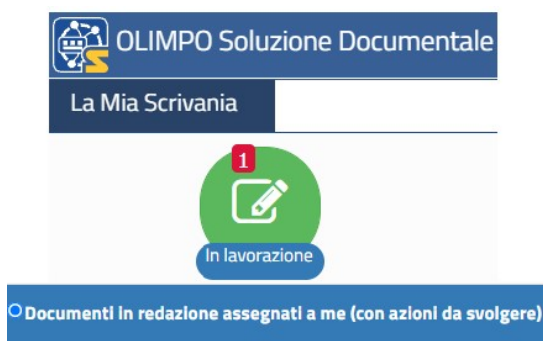 OLIMPO Soluzione Documentale
La Mia Scrivania
1
In lavorazione
Documenti in redazione assegnati a me (con azioni da svolgere)